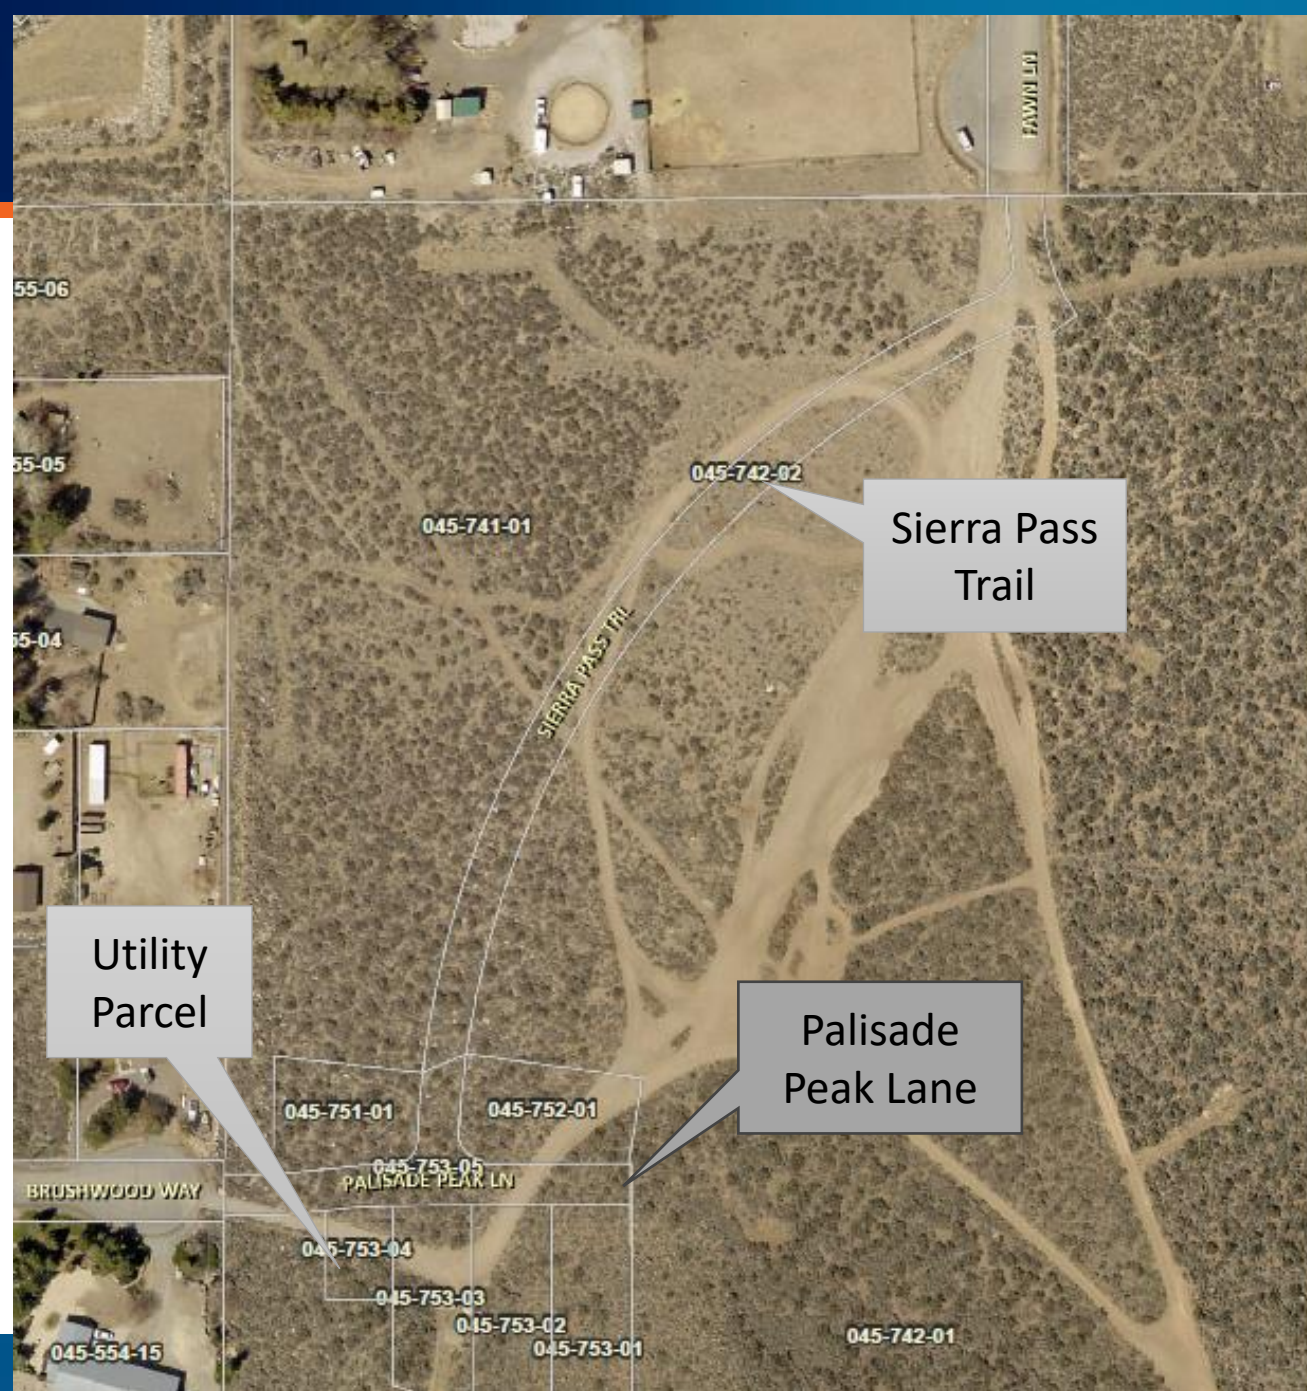 FAWN LN
55-06
55-05
045-742-02
045-741-01
Sierra Pass
Trail
55-04
SIERRA PASS TRL
Utility
Parcel
Palisade
Peak Lane
045-751-01
045-752-01
045-753-05
PALISADE PEAK LN
BRUSHWOOD WAY
045-753-04
045-753-03
045-753-02
045-753-01
045-742-01
045-554-15